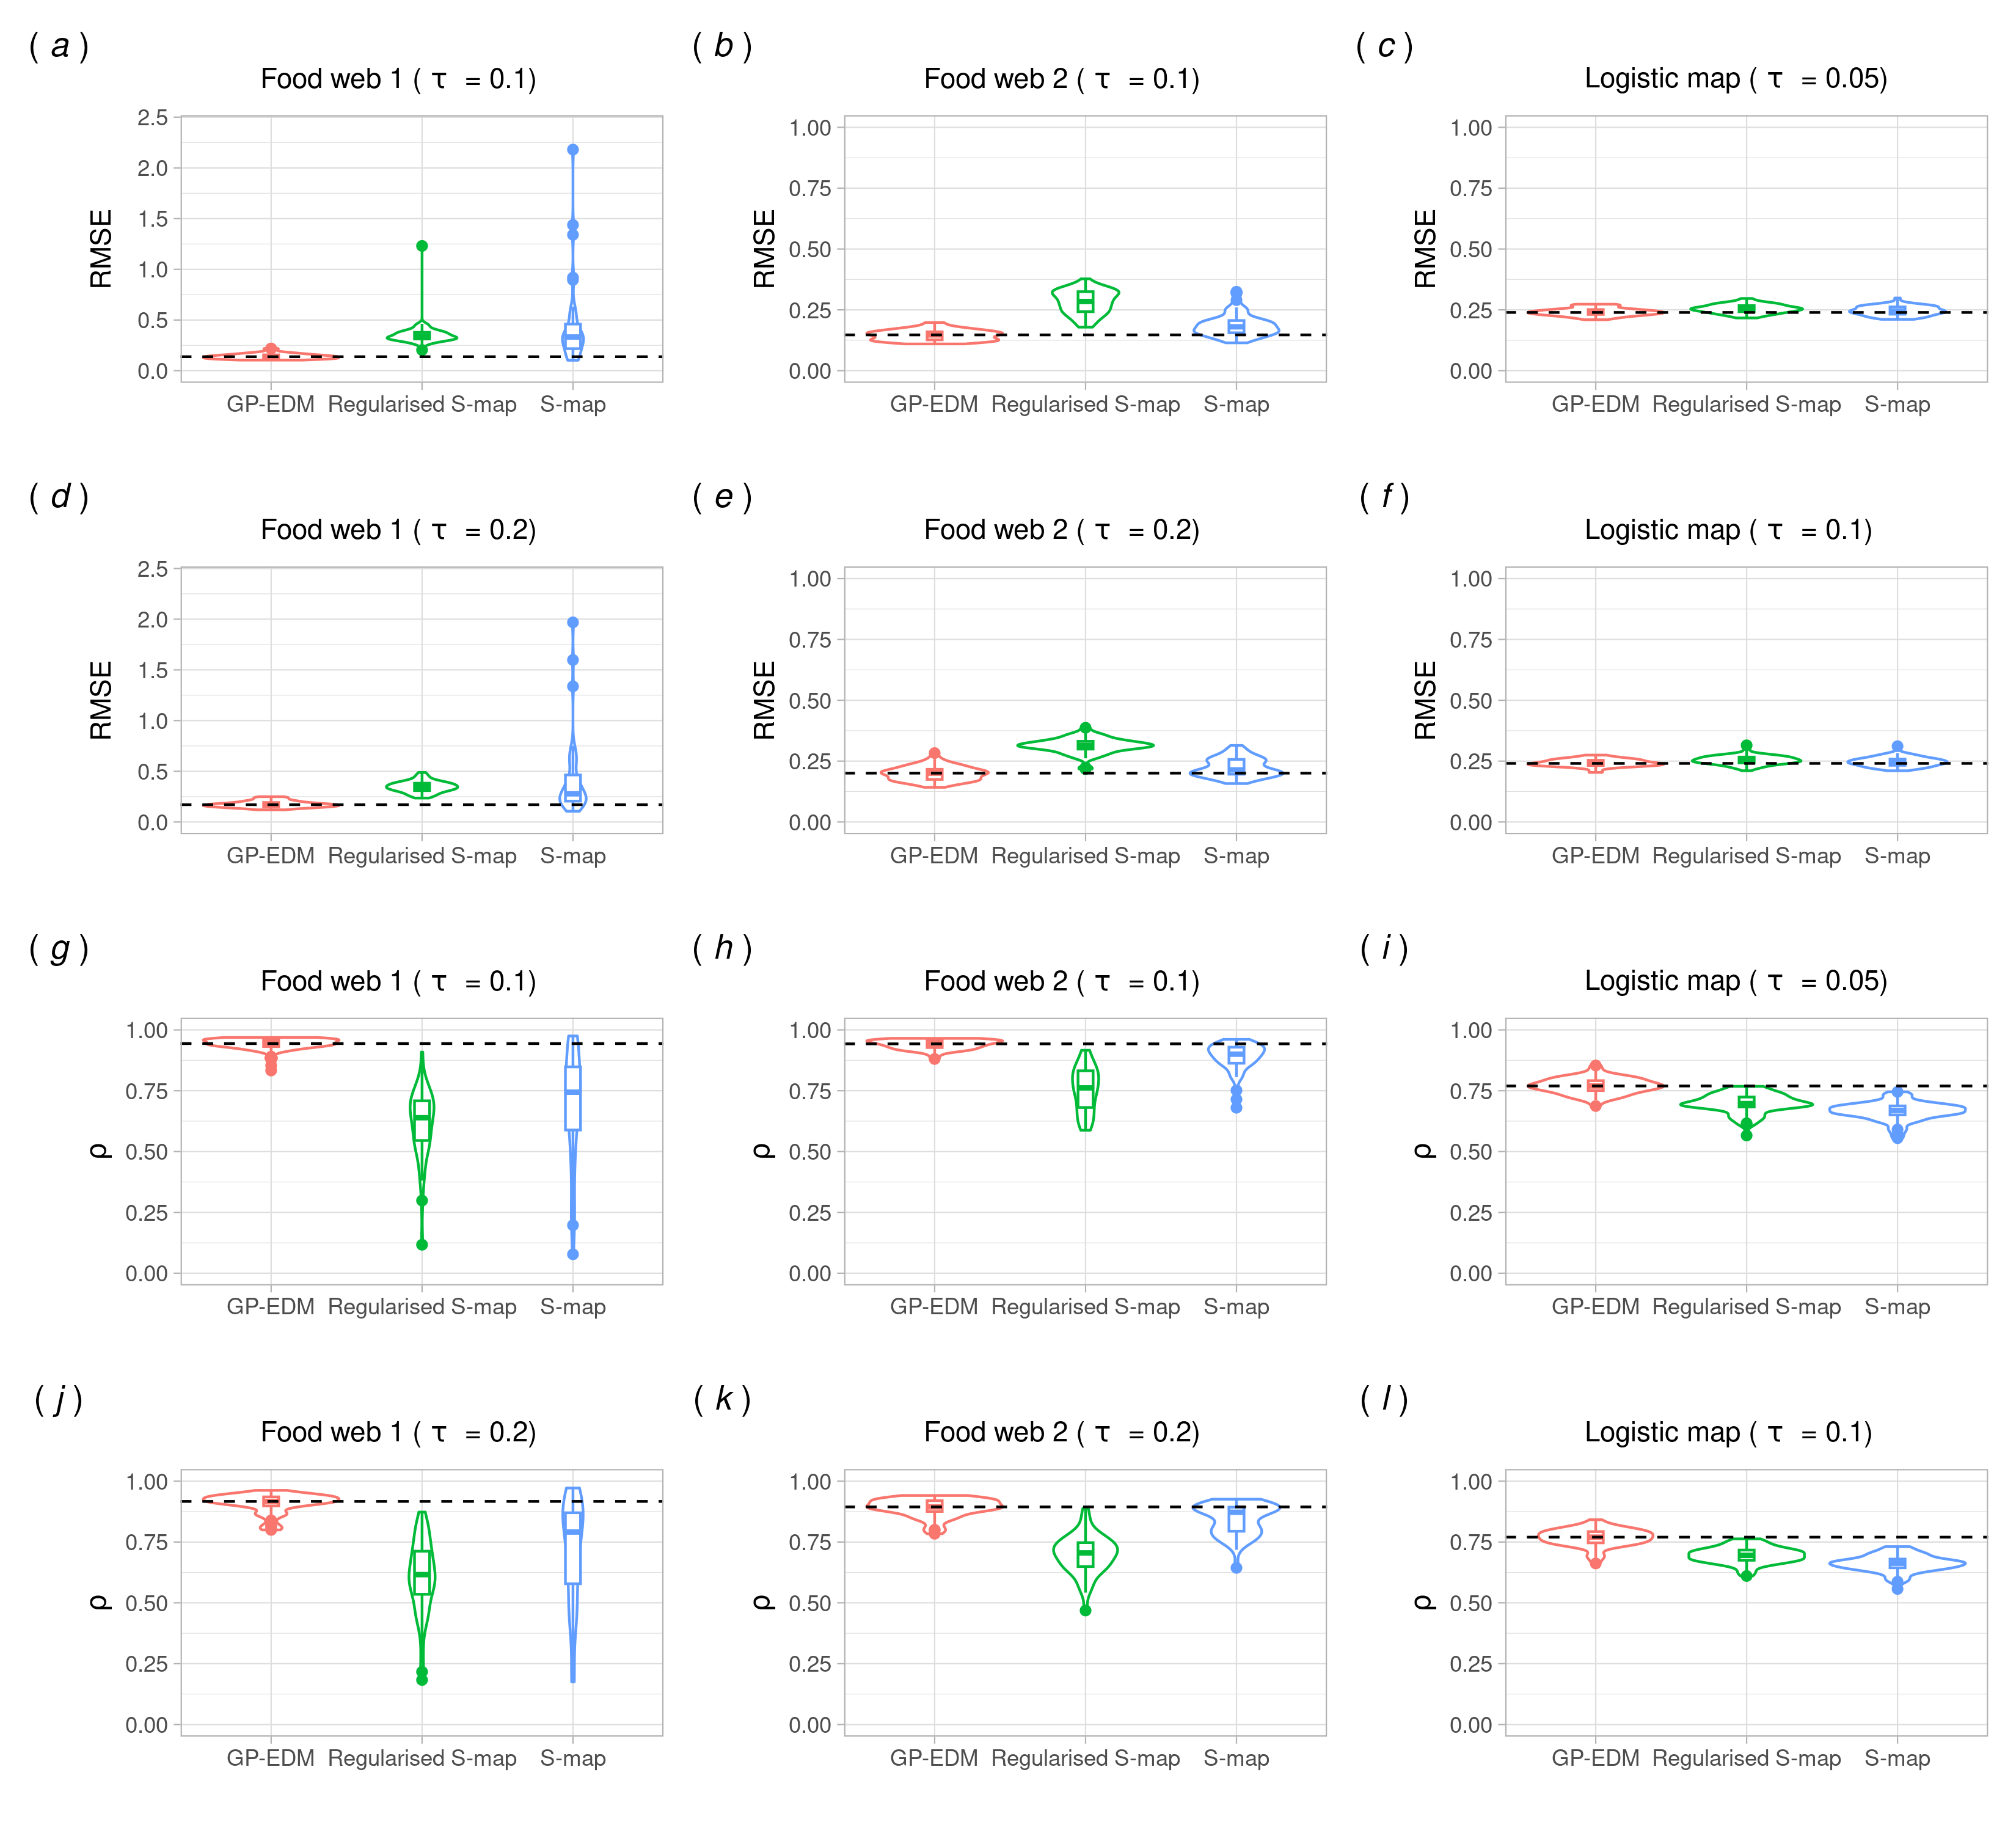 ( a )
Food web 1 ( τ = 0.1)
2.5
2.0
1.5
1.0
0.5
0.0
RMSE
GP-EDM Regularised S-map S-map
( b )
Food web 2 ( τ = 0.1)
1.00
0.75
0.50
0.25
0.00
RMSE
GP-EDM Regularised S-map S-map
( c )
Logistic map ( τ = 0.05)
1.00
0.75
0.50
0.25
0.00
RMSE
GP-EDM Regularised S-map S-map
( d )
Food web 1 ( τ = 0.2)
2.5
2.0
1.5
1.0
0.5
0.0
RMSE
GP-EDM Regularised S-map S-map
( e )
Food web 2 ( τ = 0.2)
1.00
0.75
0.50
0.25
0.00
RMSE
GP-EDM Regularised S-map S-map
( f )
Logistic map ( τ = 0.1)
1.00
0.75
0.50
0.25
0.00
RMSE
GP-EDM Regularised S-map S-map
( g )
Food web 1 ( τ = 0.1)
1.00
0.75
0.50
0.25
0.00
ρ
GP-EDM Regularised S-map S-map
( h )
Food web 2 ( τ = 0.1)
1.00
0.75
0.50
0.25
0.00
ρ
GP-EDM Regularised S-map S-map
( i )
Logistic map ( τ = 0.05)
1.00
0.75
0.50
0.25
0.00
ρ
GP-EDM Regularised S-map S-map
( j )
Food web 1 ( τ = 0.2)
1.00
0.75
0.50
0.25
0.00
ρ
GP-EDM Regularised S-map S-map
( k )
Food web 2 ( τ = 0.2)
1.00
0.75
0.50
0.25
0.00
ρ
GP-EDM Regularised S-map S-map
( l )
Logistic map ( τ = 0.1)
1.00
0.75
0.50
0.25
0.00
ρ
GP-EDM Regularised S-map S-map